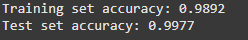 Training set accuracy: 0.9892
Test set accuracy: 0.9977